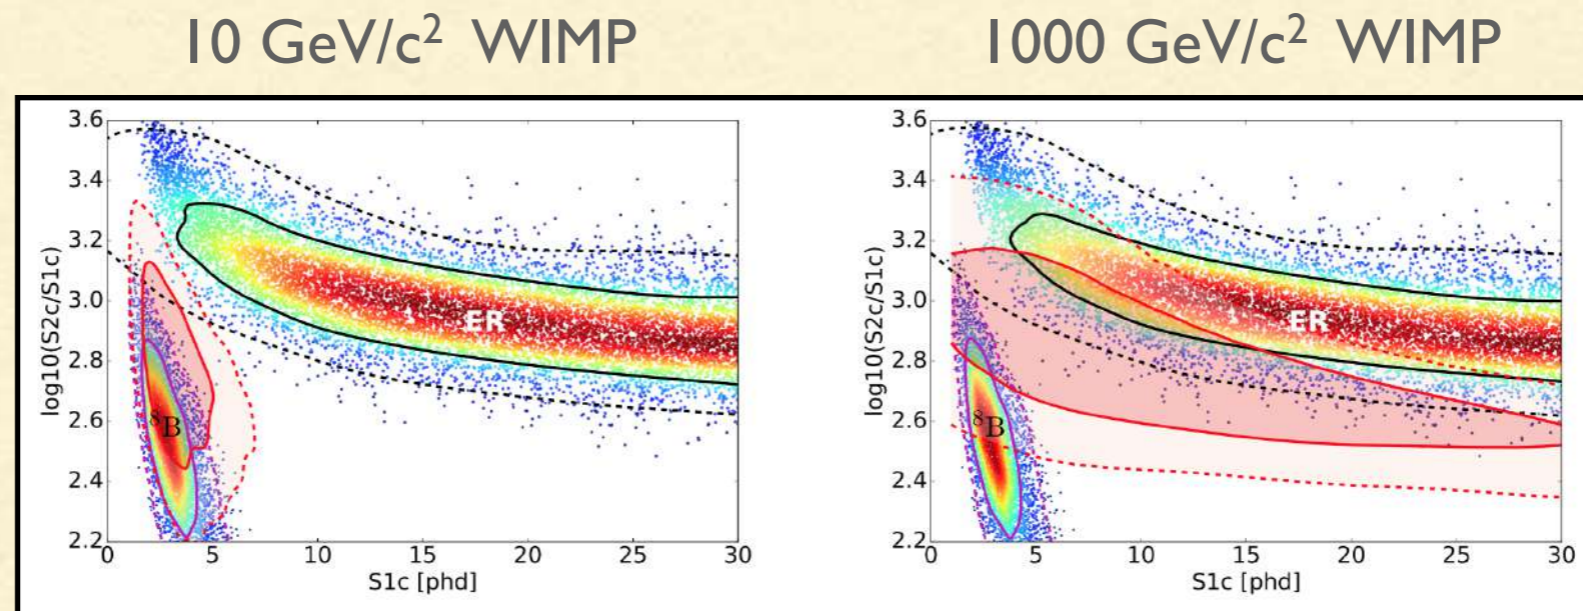 10 GeV/c² WIMP
1000 GeV/c² WIMP
3.6
3.4
3.2
3.0
2.8
2.6
2.4
2.2
log10(S2c/S1c)
ER
⁸B
0 5 10 15 20 25 30
S1c [phd]
3.6
3.4
3.2
3.0
2.8
2.6
2.4
2.2
log10(S2c/S1c)
ER
⁸B
0 5 10 15 20 25 30
S1c [phd]